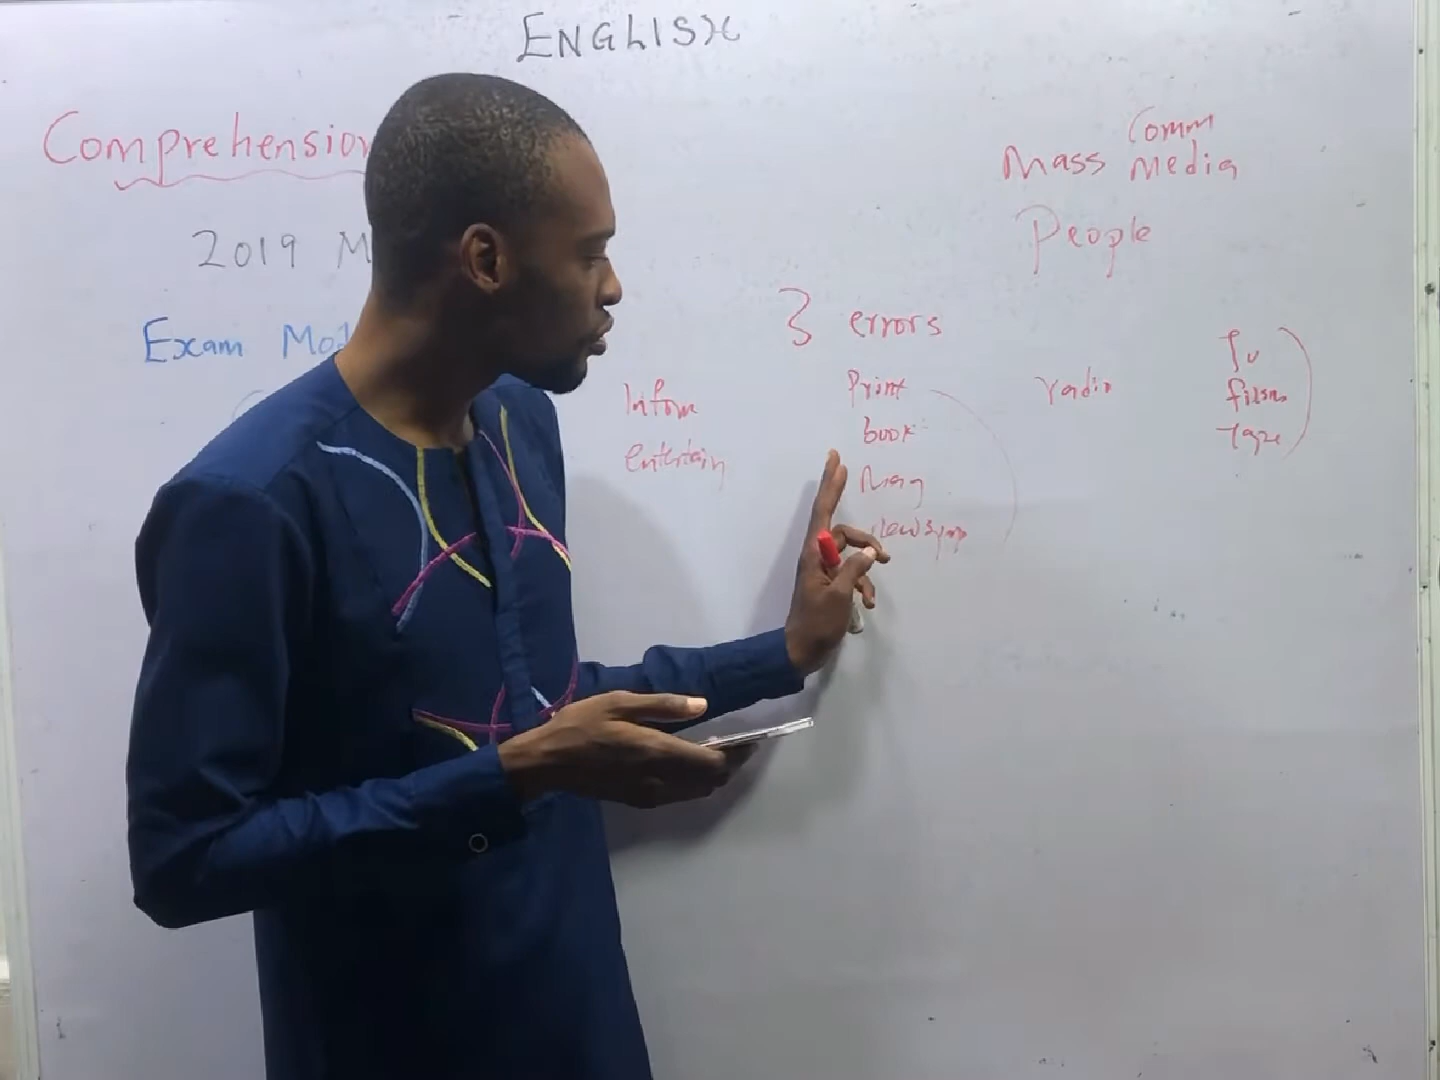 ENGLISH
Comprehension
2019 M
Exam Mod
Comm
Mass Media
People
3 errors
Inform
entertain
Print
book
Mag
Newspap
radio
Tv
films
tape